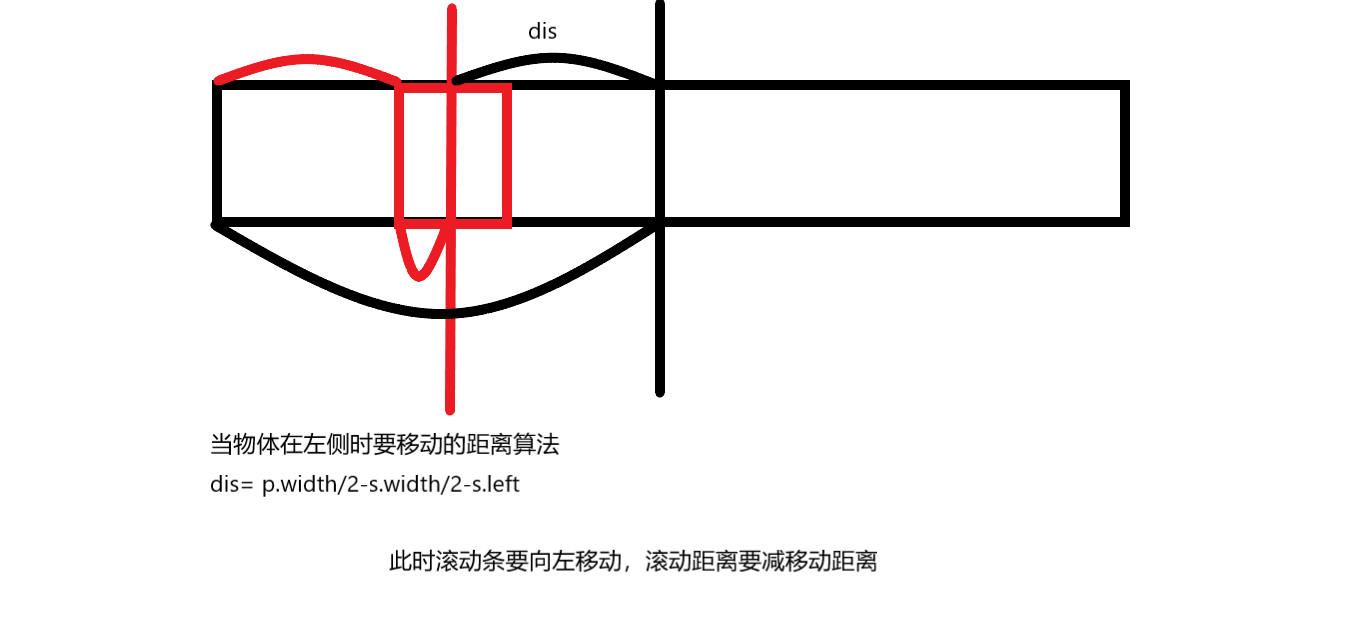 dis
当物体在左侧时要移动的距离算法
dis= p.width/2-s.width/2-s.left
此时滚动条要向左移动，滚动距离要减移动距离